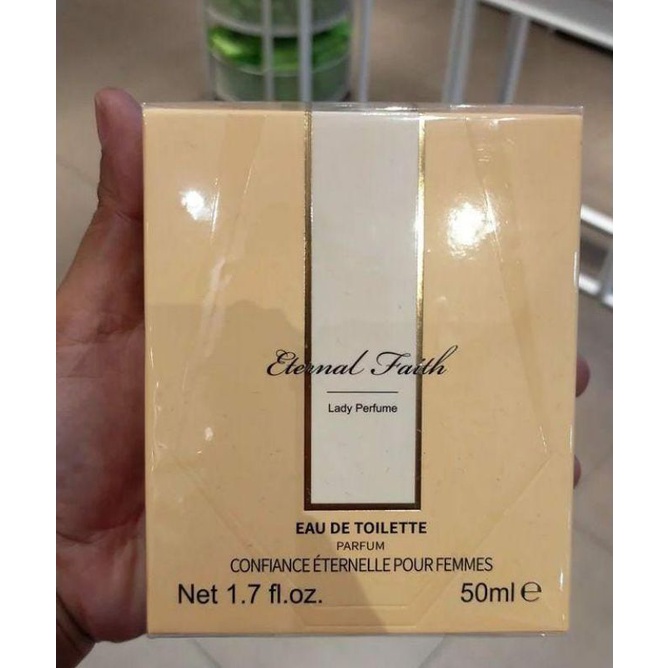 Eternal Faith
Lady Perfume
EAU DE TOILETTE
PARFUM
CONFIANCE ÉTERNELLE POUR FEMMES
Net 1.7 fl.oz. 50ml ℮